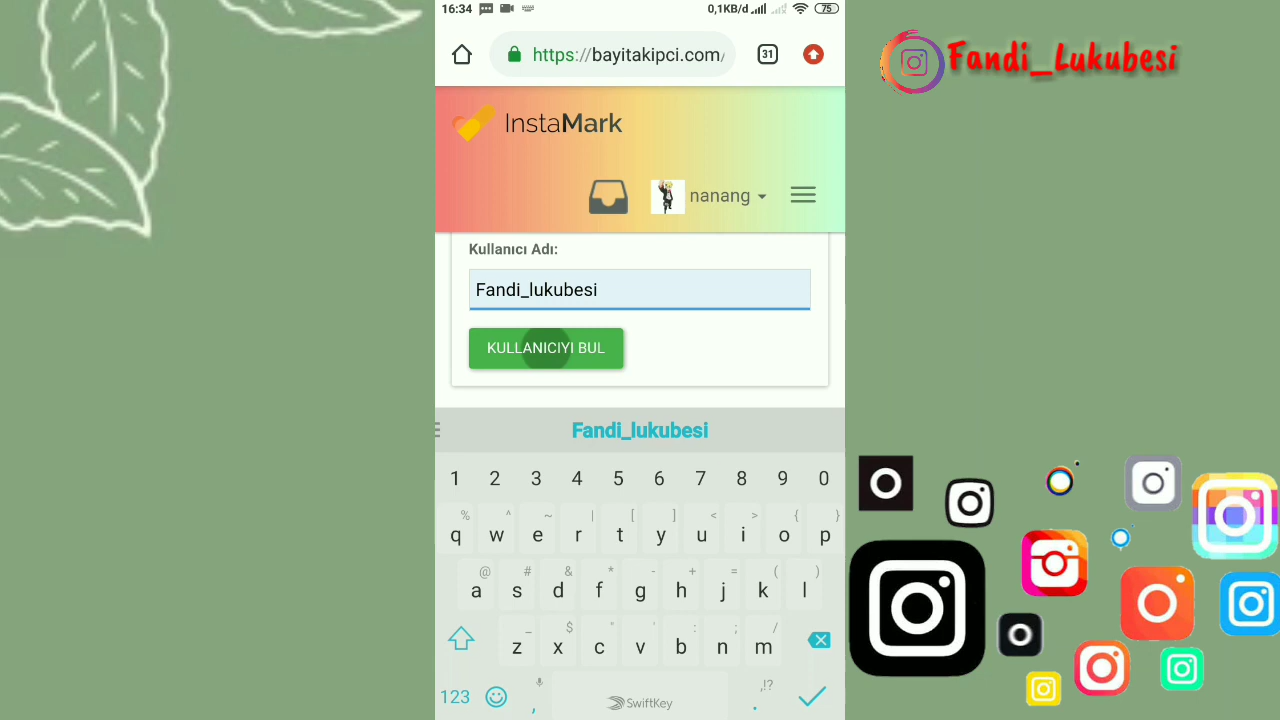 16:34
0,1KB/d
75
https://bayitakipci.com/
31
Fandi_Lukubesi
InstaMark
nanang
Kullanıcı Adı:
Fandi_lukubesi
KULLANICIYI BUL
Fandi_lukubesi
1 2 3 4 5 6 7 8 9 0
% ^ ~ | [ ] < > { }
q w e r t y u i o p
@ # & * - + = ( )
a s d f g h j k l
_ $ " ' : ; /
z x c v b n m
123 , SwiftKey ,!? .